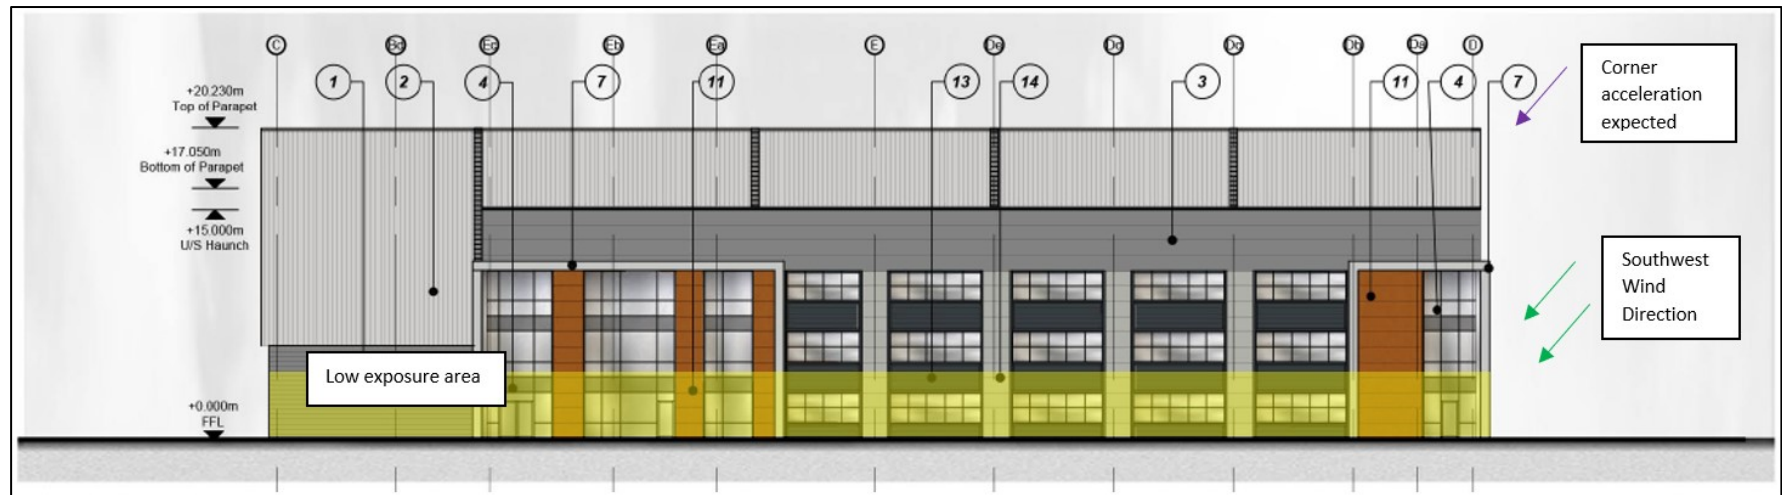 C Bd Ec Eb Ea E De Dd Dc Db Da D
1 2 4 7 11 13 14 3 11 4 7
+20.230m
Top of Parapet
+17.050m
Bottom of Parapet
+15.000m
U/S Haunch
+0.000m
FFL
Low exposure area
Corner
acceleration
expected
Southwest
Wind
Direction